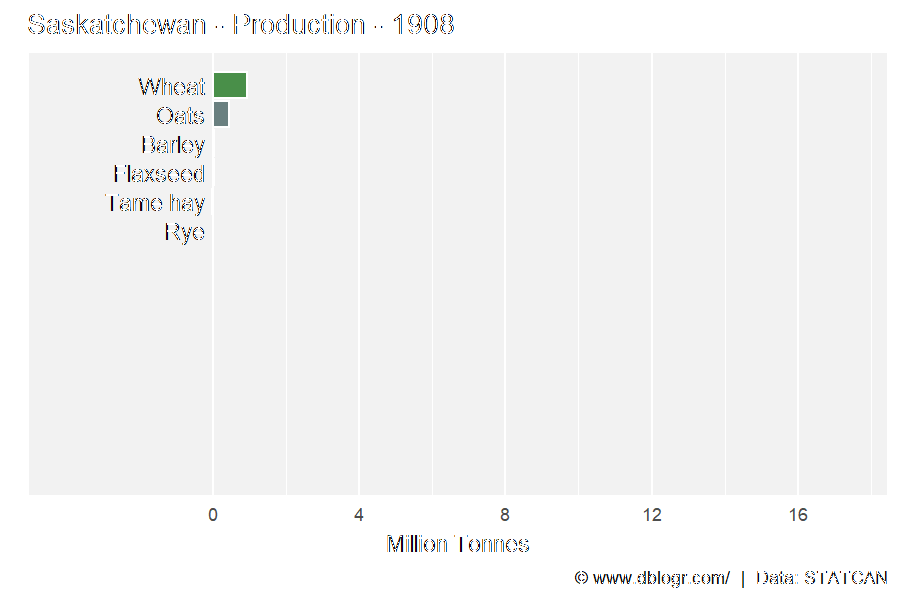 Saskatchewan - Production - 1908
Wheat
Oats
Barley
Flaxseed
Tame hay
Rye
0 4 8 12 16
Million Tonnes
© www.dblogr.com/ | Data: STATCAN